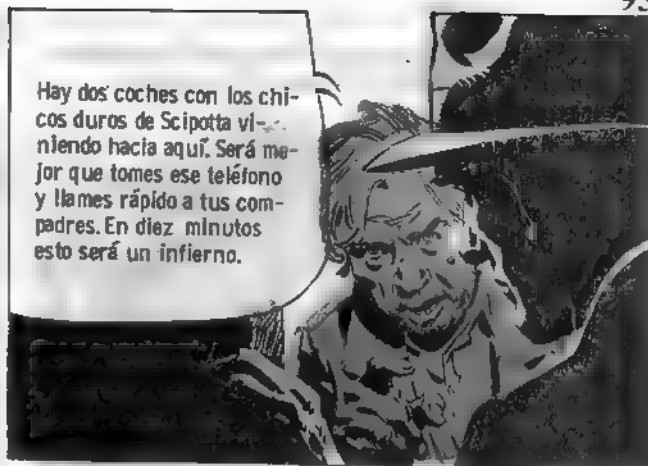 Hay dos coches con los chi-
cos duros de Scipotta vi-
niendo hacia aquí. Será me-
jor que tomes ese teléfono
y llames rápido a tus com-
padres. En diez minutos
esto será un infierno.